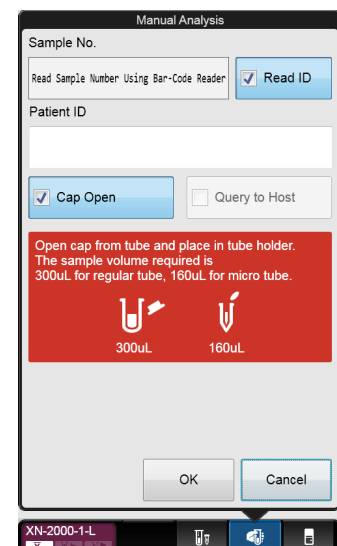 Manual Analysis
Sample No.
Read Sample Number Using Bar-Code Reader
Read ID
Patient ID
Cap Open
Query to Host
Open cap from tube and place in tube holder.
The sample volume required is
300uL for regular tube, 160uL for micro tube.
300uL 160uL
OK
Cancel
XN-2000-1-L